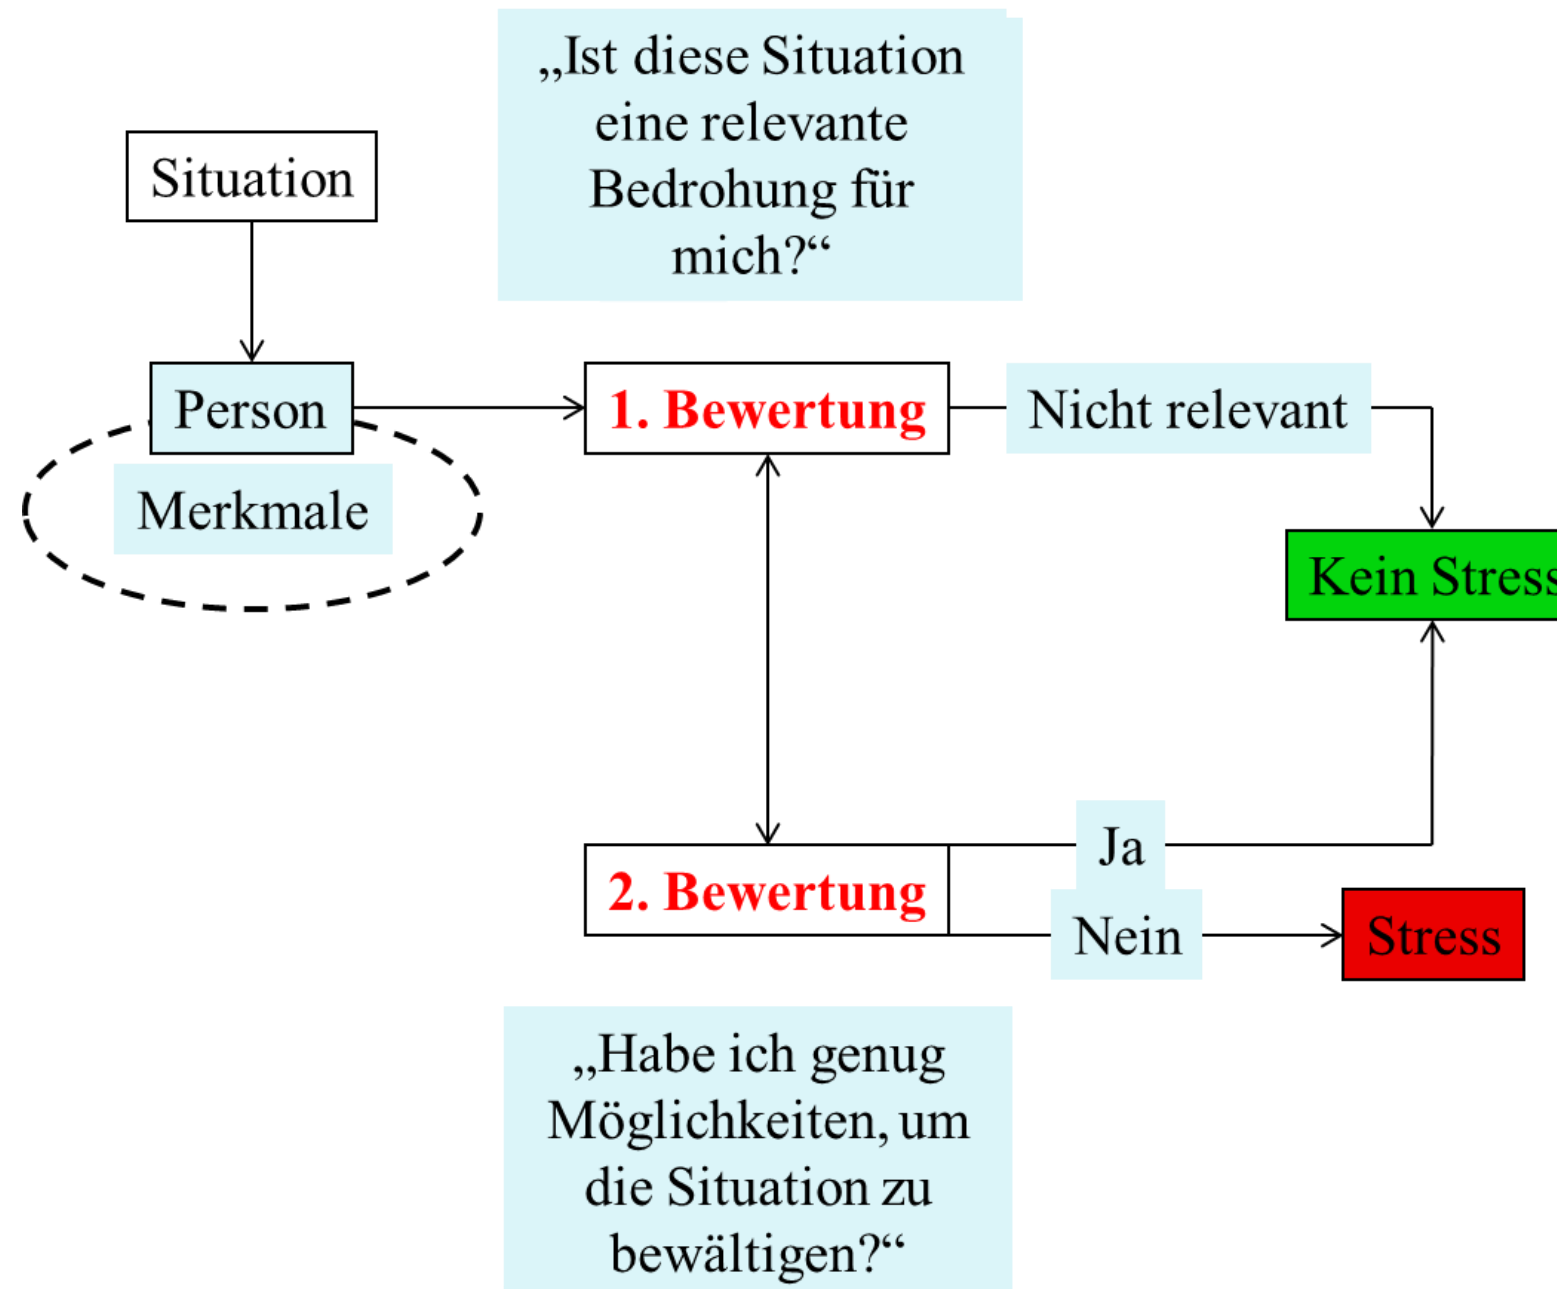 „Ist diese Situation
eine relevante
Bedrohung für
mich?“
Situation
Person
Merkmale
1. Bewertung
Nicht relevant
Kein Stress
2. Bewertung
Ja
Nein
Stress
„Habe ich genug
Möglichkeiten, um
die Situation zu
bewältigen?“